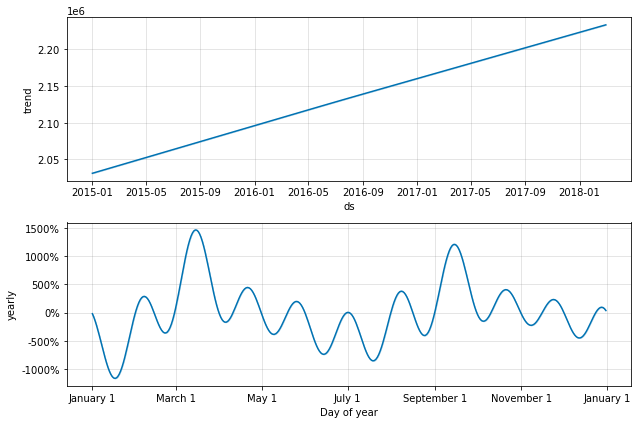 1e6
trend
2.20
2.15
2.10
2.05
2015-01 2015-05 2015-09 2016-01 2016-05 2016-09 2017-01 2017-05 2017-09 2018-01
ds
yearly
1500%
1000%
500%
0%
-500%
-1000%
January 1 March 1 May 1 July 1 September 1 November 1 January 1
Day of year